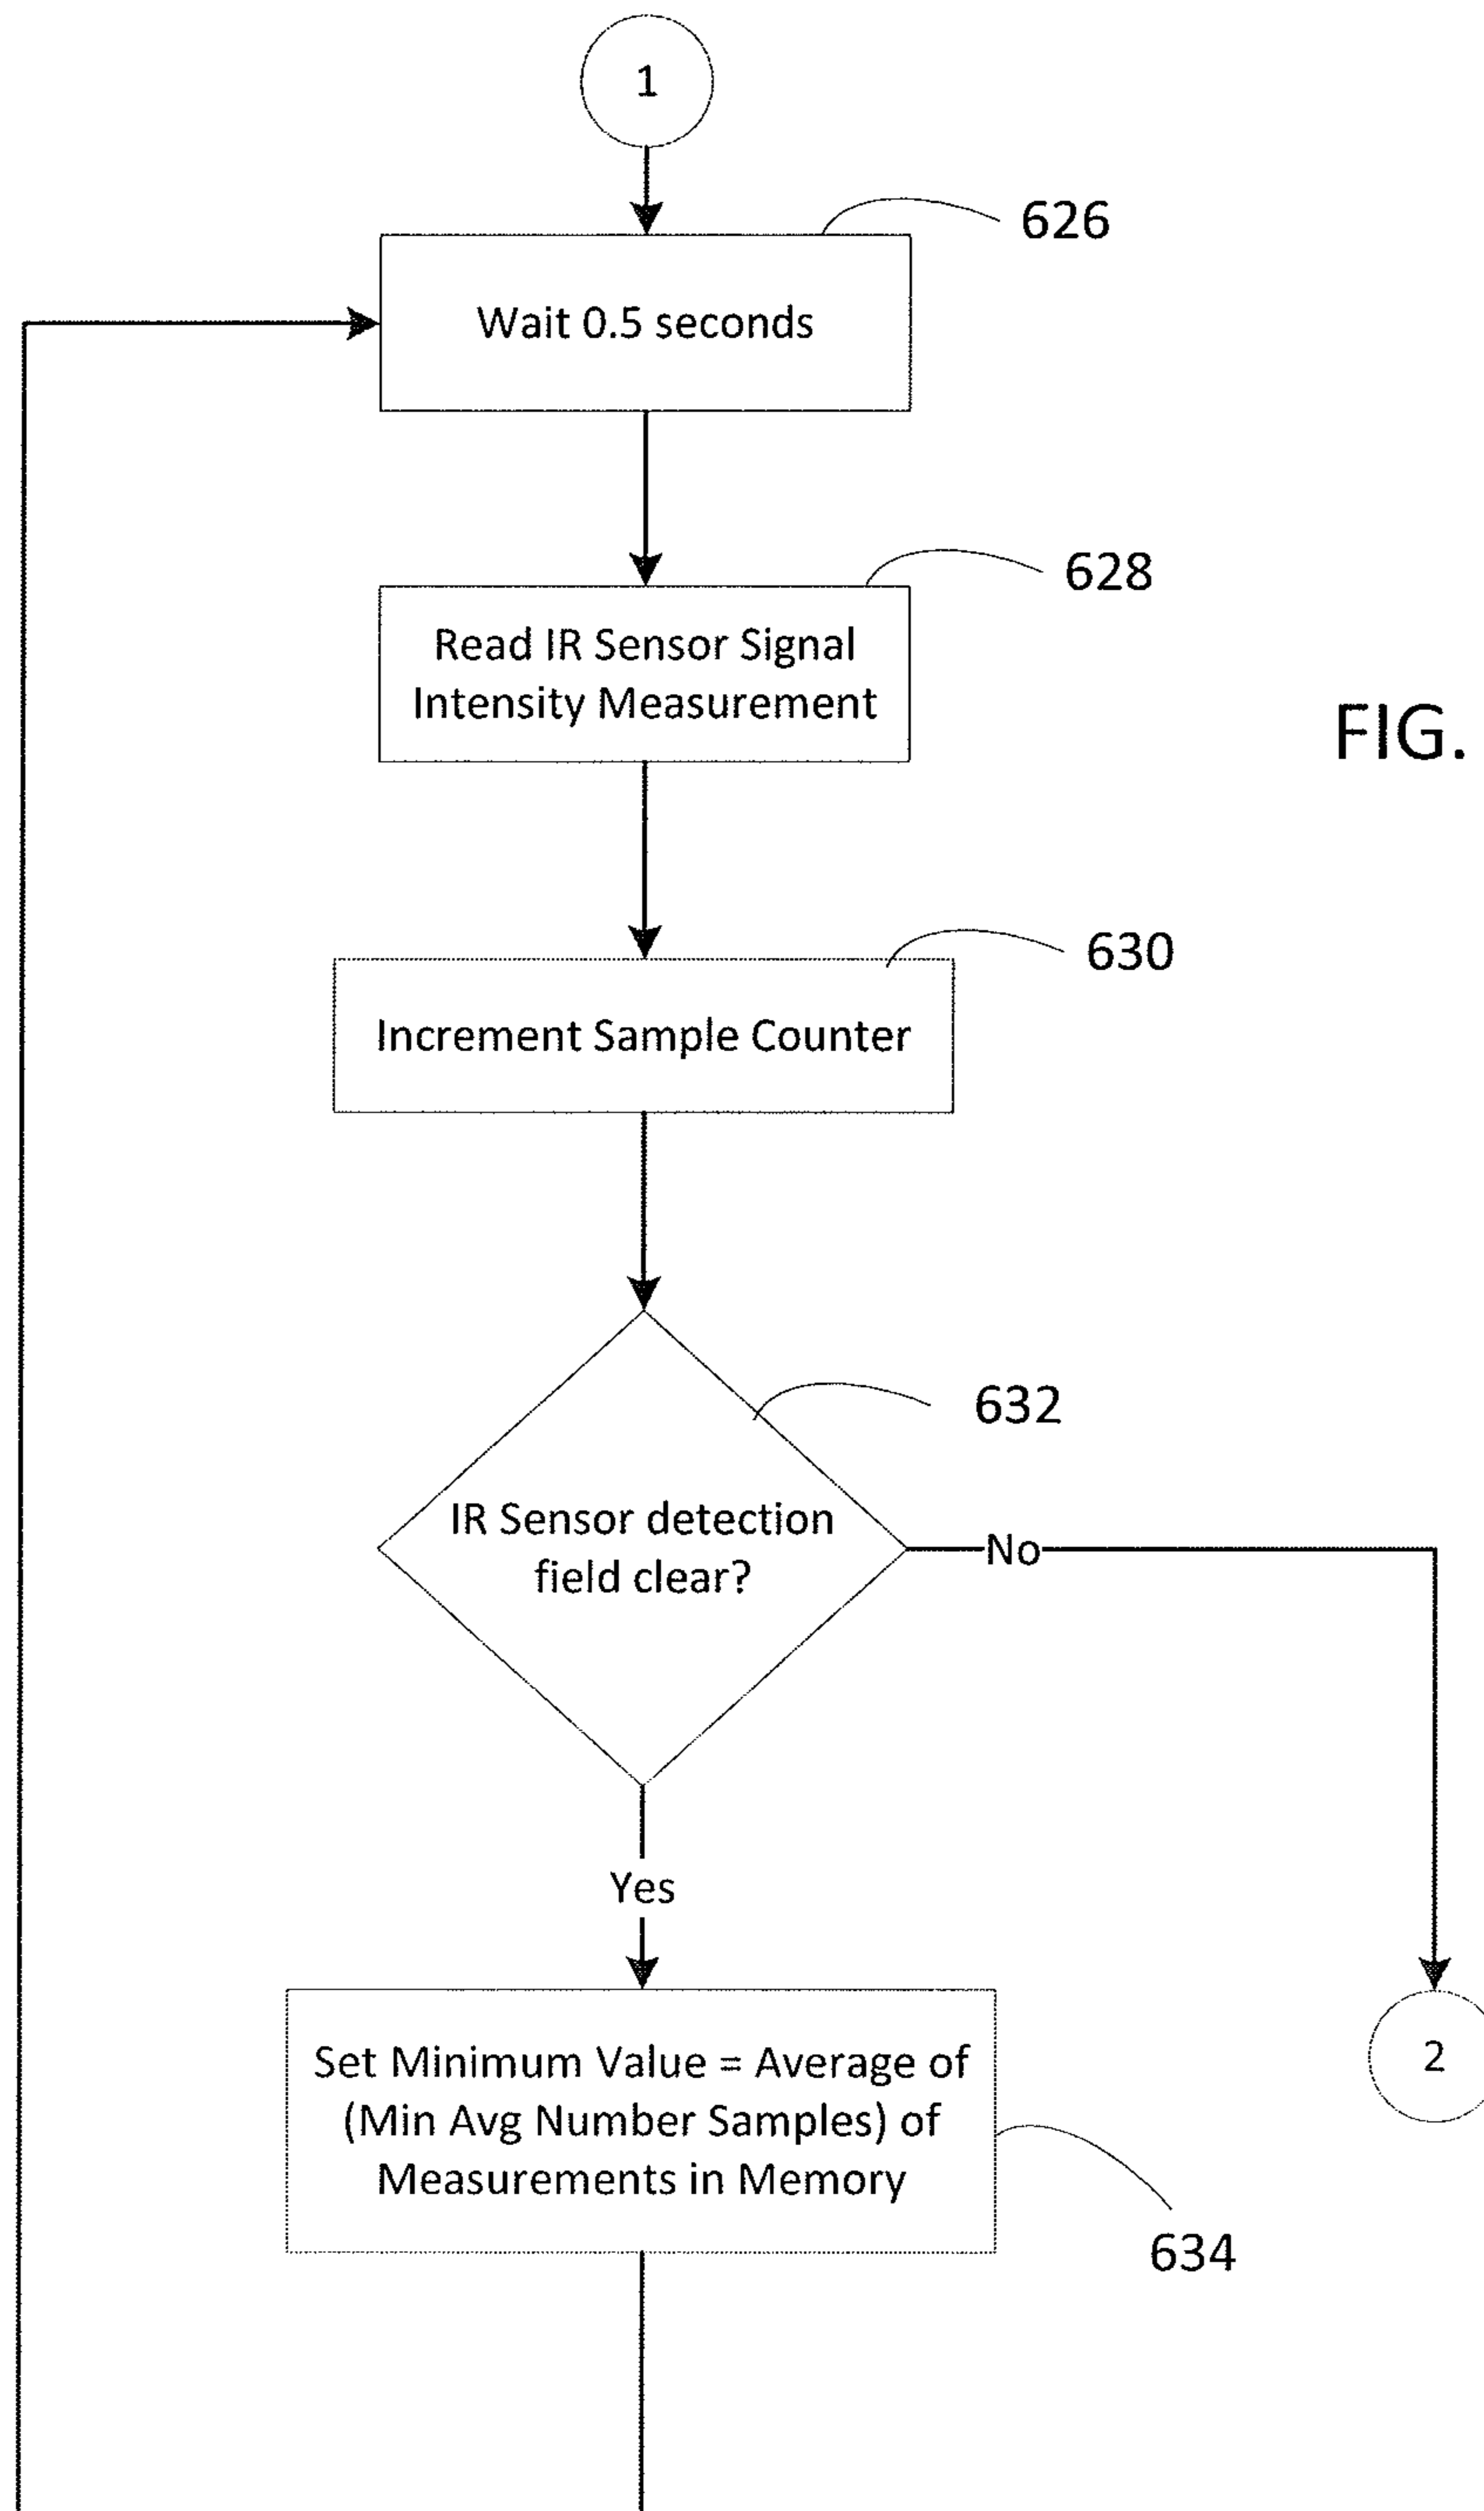 1
626
Wait 0.5 seconds
628
Read IR Sensor Signal
Intensity Measurement
FIG.
630
Increment Sample Counter
632
IR Sensor detection
field clear?
No
Yes
Set Minimum Value = Average of
(Min Avg Number Samples) of
Measurements in Memory
2
634